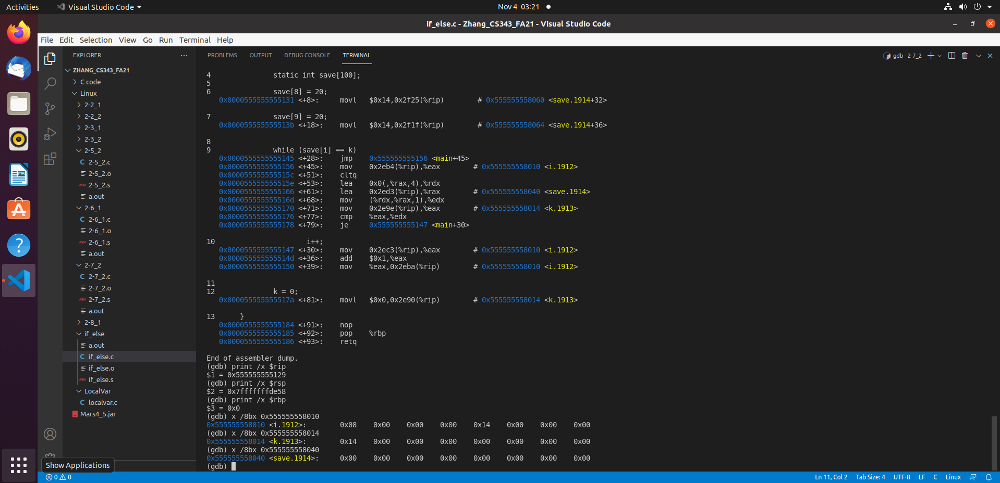 Activities
Visual Studio Code
Nov 4 03:21
if_else.c - Zhang_CS343_FA21 - Visual Studio Code
File Edit Selection View Go Run Terminal Help
EXPLORER
ZHANG_CS343_FA21
C code
Linux
2-2_1
2-2_2
2-3_1
2-3_2
2-5_2
C 2-5_2.c
2-5_2.o
ASM 2-5_2.s
a.out
2-6_1
C 2-6_1.c
2-6_1.o
ASM 2-6_1.s
a.out
2-7_2
C 2-7_2.c
2-7_2.o
ASM 2-7_2.s
a.out
2-8_1
if_else
a.out
C if_else.c
if_else.o
ASM if_else.s
LocalVar
C localvar.c
Mars4_5.jar
Show Applications
PROBLEMS OUTPUT DEBUG CONSOLE TERMINAL
gdb - 2-7_2
4 static int save[100];
5
6 save[8] = 20;
0x0000555555555131 <+8>: movl $0x14,0x2f25(%rip) # 0x555555558060 <save.1914+32>
7 save[9] = 20;
0x000055555555513b <+18>: movl $0x14,0x2f1f(%rip) # 0x555555558064 <save.1914+36>
8
9 while (save[i] == k)
0x0000555555555145 <+28>: jmp 0x555555555156 <main+45>
0x0000555555555156 <+45>: mov 0x2eb4(%rip),%eax # 0x555555558010 <i.1912>
0x000055555555515c <+51>: cltq
0x000055555555515e <+53>: lea 0x0(,%rax,4),%rdx
0x0000555555555166 <+61>: lea 0x2ed3(%rip),%rax # 0x555555558040 <save.1914>
0x000055555555516d <+68>: mov (%rdx,%rax,1),%edx
0x0000555555555170 <+71>: mov 0x2e9e(%rip),%eax # 0x555555558014 <k.1913>
0x0000555555555176 <+77>: cmp %eax,%edx
0x0000555555555178 <+79>: je 0x555555555147 <main+30>
10 i++;
0x0000555555555147 <+30>: mov 0x2ec3(%rip),%eax # 0x555555558010 <i.1912>
0x000055555555514d <+36>: add $0x1,%eax
0x0000555555555150 <+39>: mov %eax,0x2eba(%rip) # 0x555555558010 <i.1912>
11
12 k = 0;
0x000055555555517a <+81>: movl $0x0,0x2e90(%rip) # 0x555555558014 <k.1913>
13 }
0x0000555555555184 <+91>: nop
0x0000555555555185 <+92>: pop %rbp
0x0000555555555186 <+93>: retq
End of assembler dump.
(gdb) print /x $rip
$1 = 0x555555555129
(gdb) print /x $rsp
$2 = 0x7fffffffde58
(gdb) print /x $rbp
$3 = 0x0
(gdb) x /8bx 0x555555558010
0x555555558010 <i.1912>: 0x08 0x00 0x00 0x00 0x14 0x00 0x00 0x00
(gdb) x /8bx 0x555555558014
0x555555558014 <k.1913>: 0x14 0x00 0x00 0x00 0x00 0x00 0x00 0x00
(gdb) x /8bx 0x555555558040
0x555555558040 <save.1914>: 0x00 0x00 0x00 0x00 0x00 0x00 0x00 0x00
(gdb)
0 0
Ln 11, Col 2 Tab Size: 4 UTF-8 LF C Linux